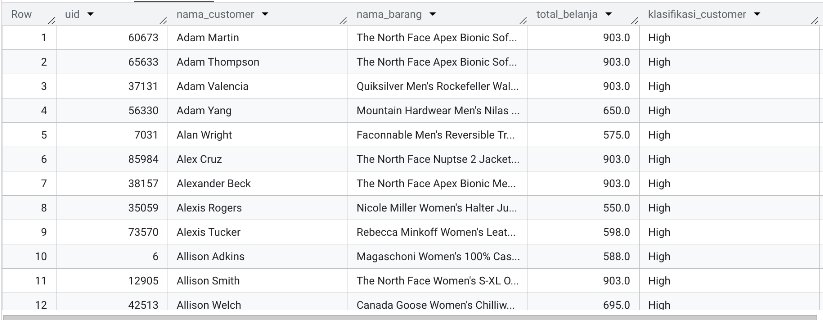 Row uid nama_customer nama_barang total_belanja klasifikasi_customer
1 60673 Adam Martin The North Face Apex Bionic Sof... 903.0 High
2 65633 Adam Thompson The North Face Apex Bionic Sof... 903.0 High
3 37131 Adam Valencia Quiksilver Men's Rockefeller Wal... 903.0 High
4 56330 Adam Yang Mountain Hardwear Men's Nilas ... 650.0 High
5 7031 Alan Wright Faconnable Men's Reversible Tr... 575.0 High
6 85984 Alex Cruz The North Face Nuptse 2 Jacket... 903.0 High
7 38157 Alexander Beck The North Face Apex Bionic Me... 903.0 High
8 35059 Alexis Rogers Nicole Miller Women's Halter Ju... 550.0 High
9 73570 Alexis Tucker Rebecca Minkoff Women's Leat... 598.0 High
10 6 Allison Adkins Magaschoni Women's 100% Cas... 588.0 High
11 12905 Allison Smith The North Face Women's S-XL O... 903.0 High
12 42513 Allison Welch Canada Goose Women's Chilliw... 695.0 High